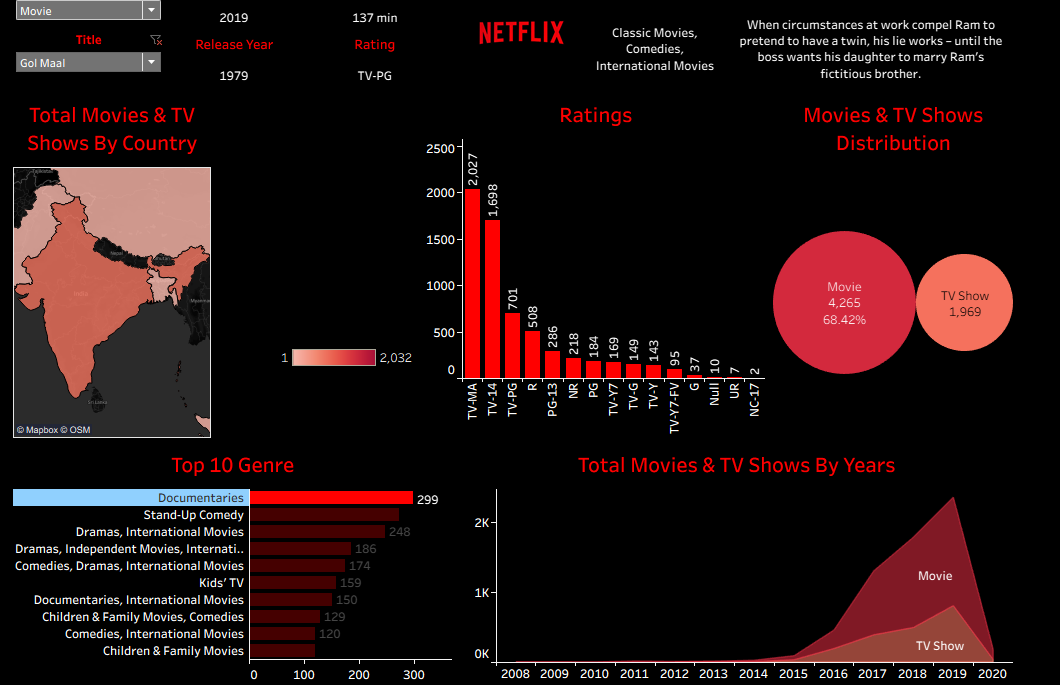 Movie
Title
Gol Maal
2019
Release Year
1979
137 min
Rating
TV-PG
NETFLIX
Classic Movies,
Comedies,
International Movies
When circumstances at work compel Ram to
pretend to have a twin, his lie works – until the
boss wants his daughter to marry Ram's
fictitious brother.
Total Movies & TV
Shows By Country
India
Nepal
Bhutan
Myanmar
Sri Lanka
© Mapbox © OSM
1
2,032
Ratings
2500
2000
1500
1000
500
0
2,027
1,698
701
508
286
218
184
169
149
143
95
37
10
7
2
TV-MA
TV-14
TV-PG
R
PG-13
NR
PG
TV-Y7
TV-G
TV-Y
TV-Y7-FV
G
Null
UR
NC-17
Movies & TV Shows
Distribution
Movie
4,265
68.42%
TV Show
1,969
Top 10 Genre
Documentaries 299
Stand-Up Comedy
Dramas, International Movies 248
Dramas, Independent Movies, Internati.. 186
Comedies, Dramas, International Movies 174
Kids' TV 159
Documentaries, International Movies 150
Children & Family Movies, Comedies 129
Comedies, International Movies 120
Children & Family Movies
0 100 200 300
Total Movies & TV Shows By Years
2K
1K
0K
Movie
TV Show
2008 2009 2010 2011 2012 2013 2014 2015 2016 2017 2018 2019 2020